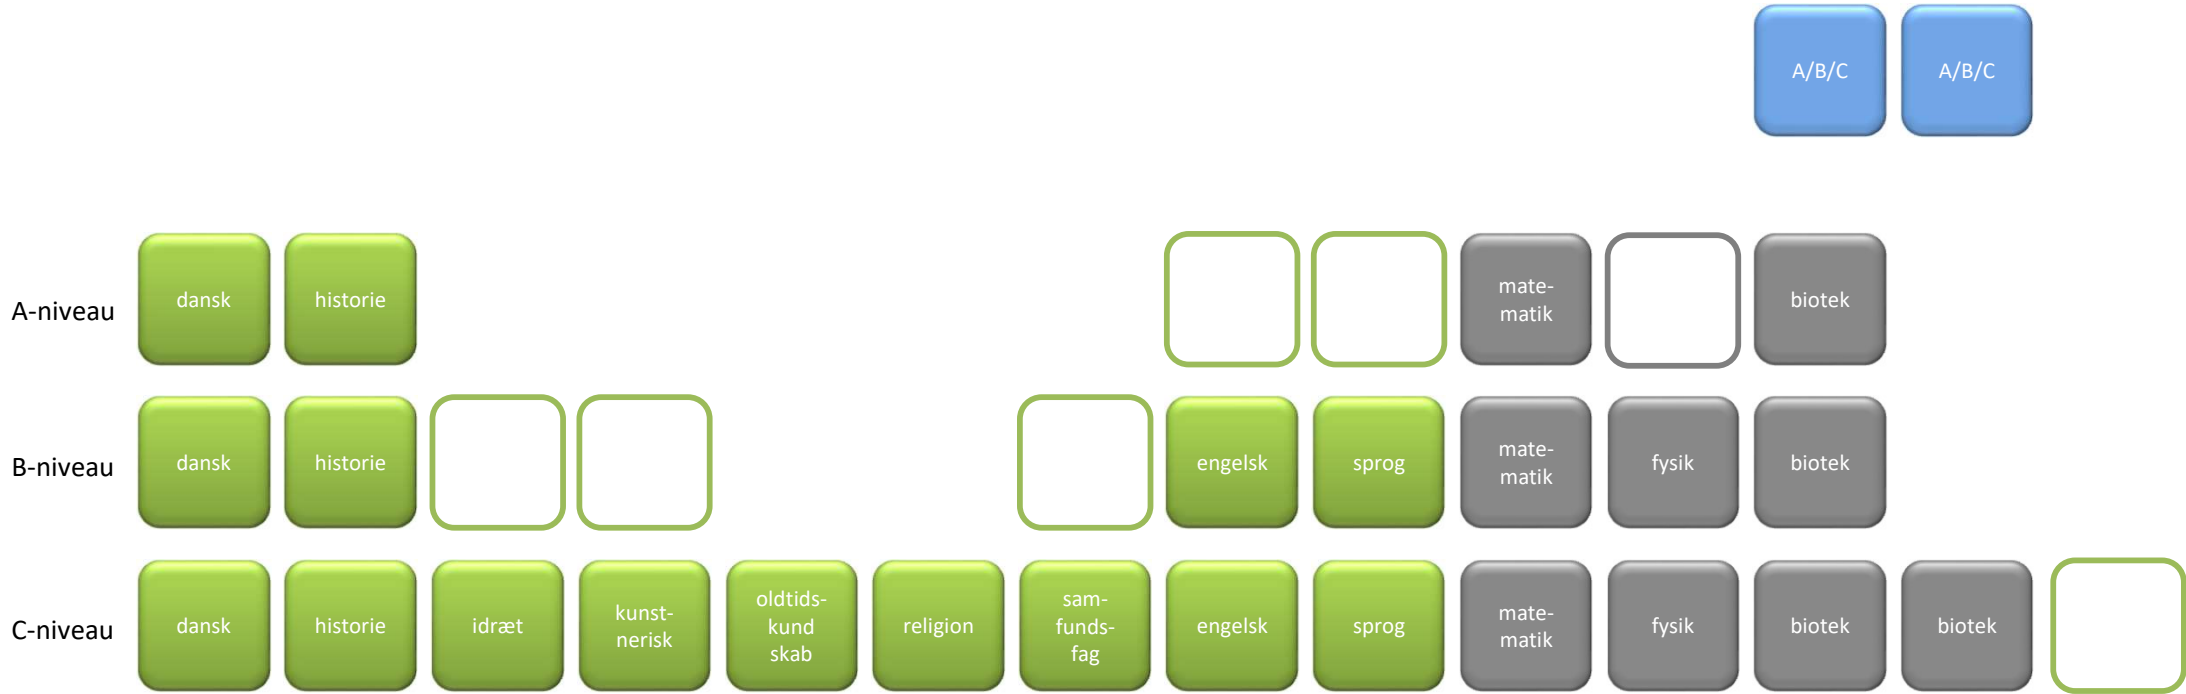 A/B/C A/B/C
A-niveau dansk historie mate-
matik biotek
B-niveau dansk historie engelsk sprog mate-
matik fysik biotek
C-niveau dansk historie idræt kunst-
nerisk oldtids-
kund
skab religion sam-
funds-
fag engelsk sprog mate-
matik fysik biotek biotek